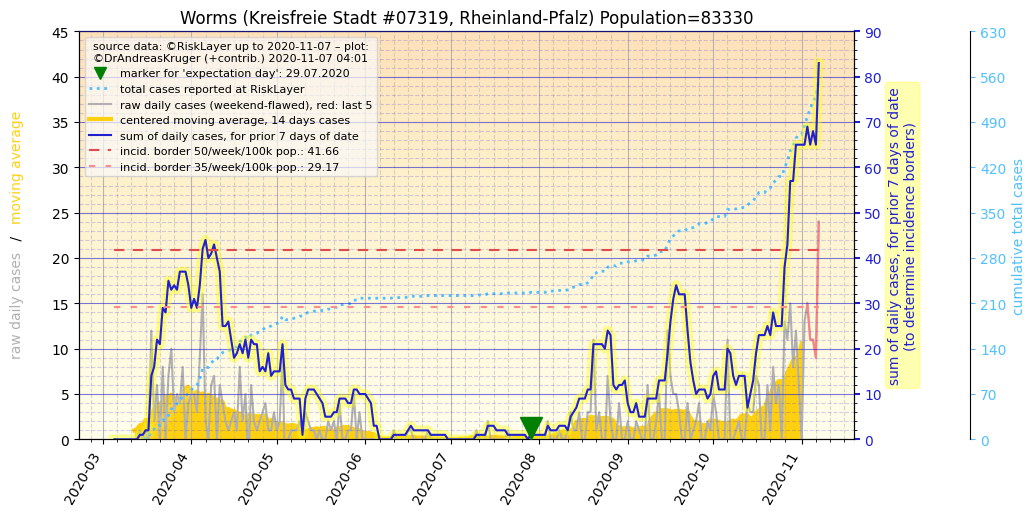 Worms (Kreisfreie Stadt #07319, Rheinland-Pfalz) Population=83330
source data: ©RiskLayer up to 2020-11-07 – plot:
©DrAndreasKruger (+contrib.) 2020-11-07 04:01
marker for 'expectation day': 29.07.2020
total cases reported at RiskLayer
raw daily cases (weekend-flawed), red: last 5
centered moving average, 14 days cases
sum of daily cases, for prior 7 days of date
incid. border 50/week/100k pop.: 41.66
incid. border 35/week/100k pop.: 29.17
raw daily cases / moving average
45
40
35
30
25
20
15
10
5
0
2020-03
2020-04
2020-05
2020-06
2020-07
2020-08
2020-09
2020-10
2020-11
90
80
70
60
50
40
30
20
10
0
sum of daily cases, for prior 7 days of date
(to determine incidence borders)
630
560
490
420
350
280
210
140
70
0
cumulative total cases